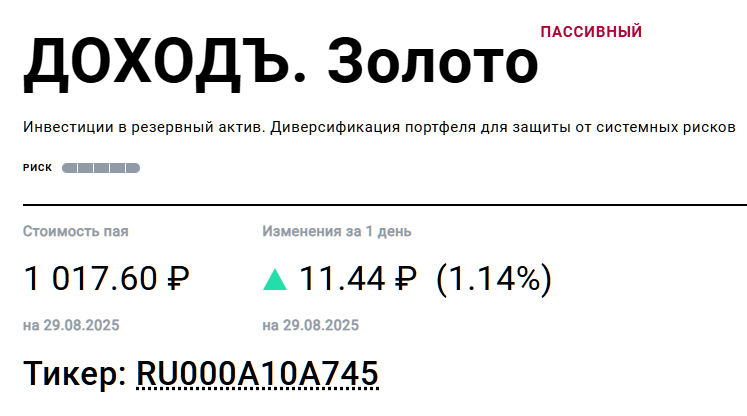 ДОХОДЪ. Золото ПАССИВНЫЙ
Инвестиции в резервный актив. Диверсификация портфеля для защиты от системных рисков
РИСК
Стоимость пая Изменения за 1 день
1 017.60 ₽ 11.44 ₽ (1.14%)
на 29.08.2025 на 29.08.2025
Тикер: RU000A10A745